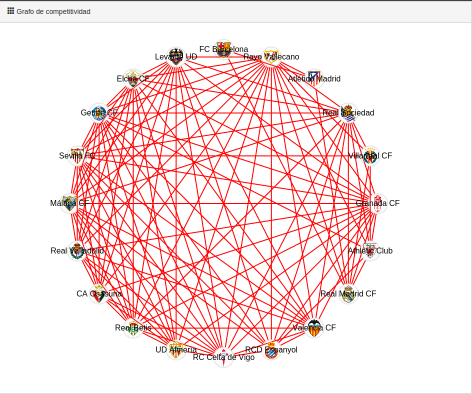 Grafo de competitividad
FC Barcelona
Levante UD
Rayo Vallecano
Elche CF
Atlético Madrid
Getafe CF
Real Sociedad
Sevilla FC
Villarreal CF
Málaga CF
Granada CF
Real Valladolid
Athletic Club
CA Osasuna
Real Madrid CF
Real Betis
Valencia CF
UD Almería
RCD Espanyol
RC Celta de Vigo